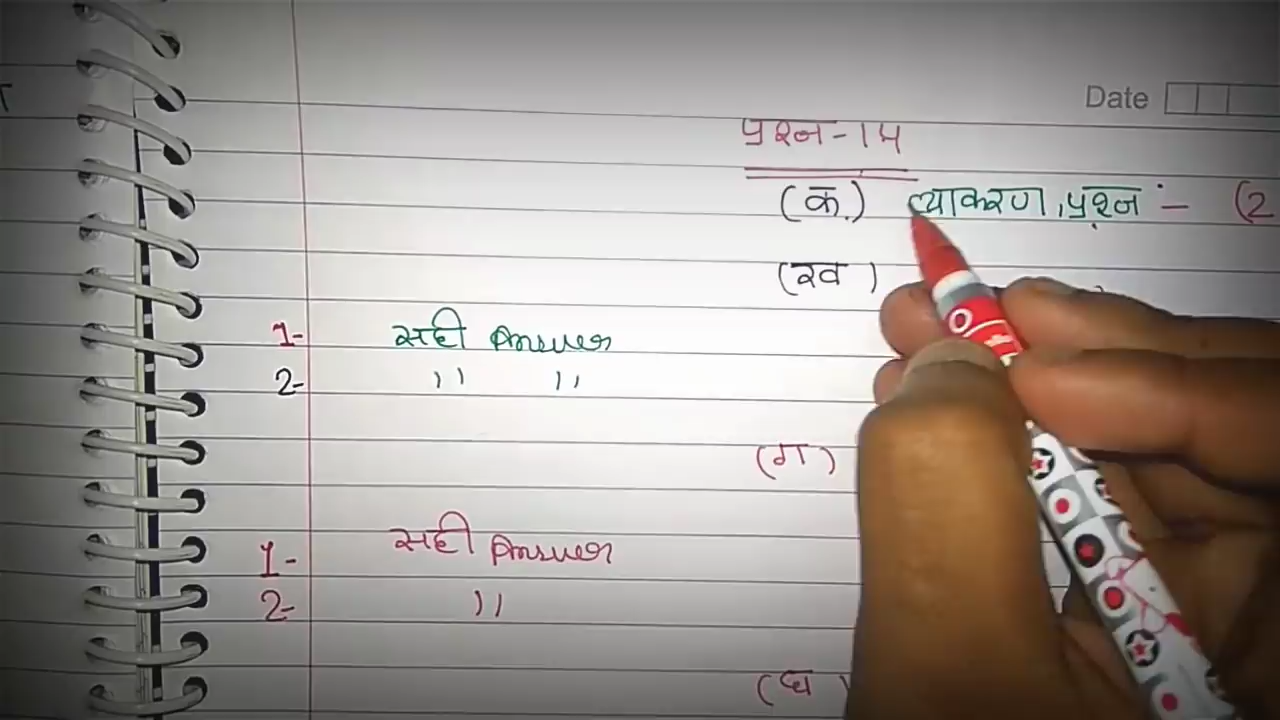 Date
प्रश्न-14
(क.) व्याकरण, प्रश्न :- (2
(ख)
1- सही Answer
2- '' ''
(ग)
1- सही Answer
2- ''
(घ)